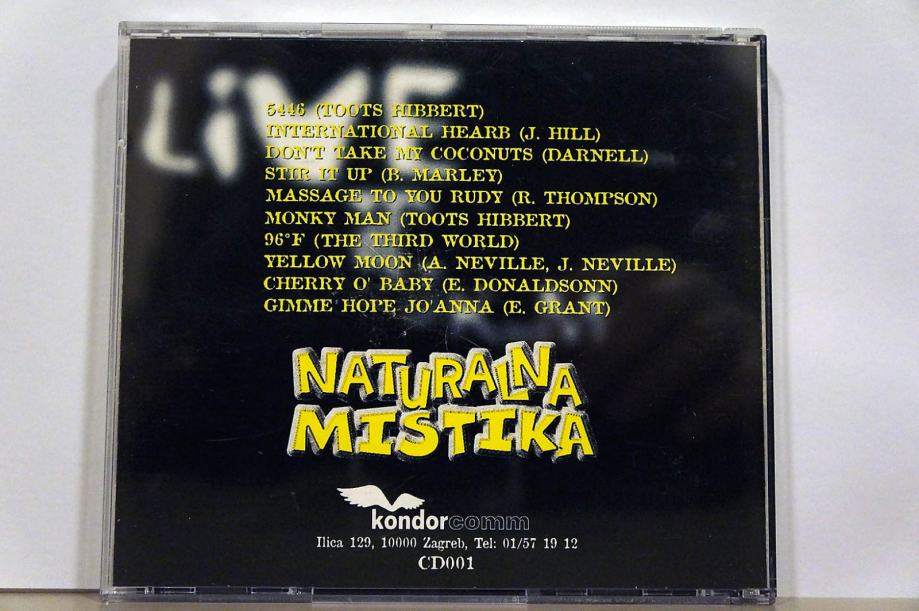 LiVE
5446 (TOOTS HIBBERT)
INTERNATIONAL HEARB (J. HILL)
DON'T TAKE MY COCONUTS (DARNELL)
STIR IT UP (B. MARLEY)
MASSAGE TO YOU RUDY (R. THOMPSON)
MONKY MAN (TOOTS HIBBERT)
96°F (THE THIRD WORLD)
YELLOW MOON (A. NEVILLE, J. NEVILLE)
CHERRY O' BABY (E. DONALDSONN)
GIMME HOPE JO'ANNA (E. GRANT)
NATURALNA
MISTIKA
kondorcomm
Ilica 129, 10000 Zagreb, Tel: 01/57 19 12
CD001